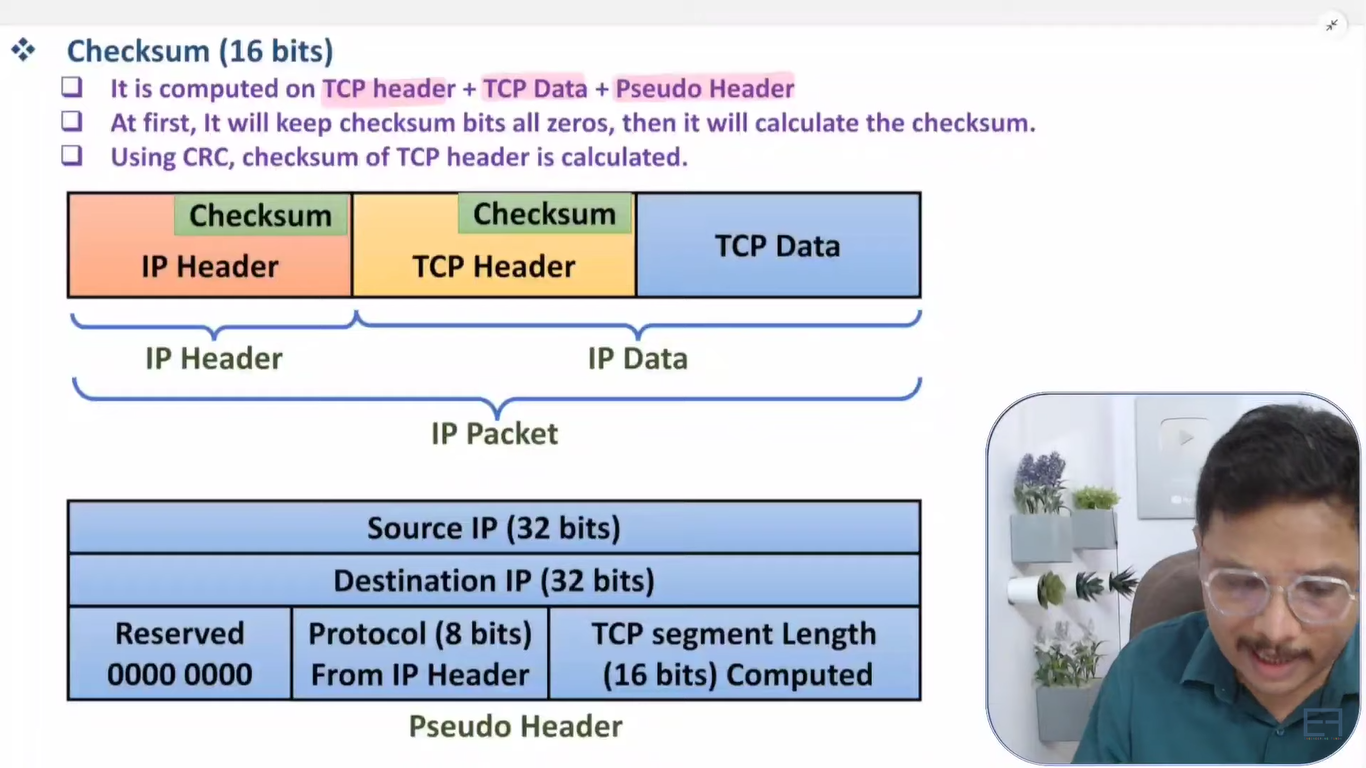 Checksum (16 bits)
It is computed on TCP header + TCP Data + Pseudo Header
At first, It will keep checksum bits all zeros, then it will calculate the checksum.
Using CRC, checksum of TCP header is calculated.
Checksum
IP Header
Checksum
TCP Header
TCP Data
IP Header
IP Data
IP Packet
Source IP (32 bits)
Destination IP (32 bits)
Reserved
0000 0000
Protocol (8 bits)
From IP Header
TCP segment Length
(16 bits) Computed
Pseudo Header